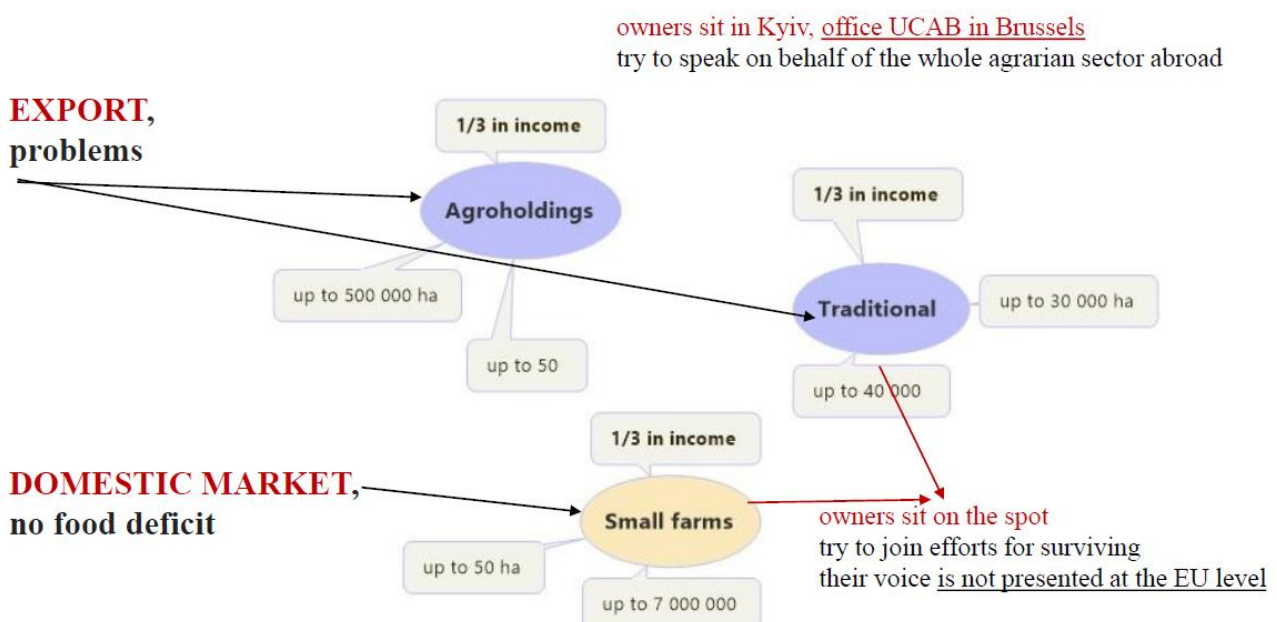 owners sit in Kyiv, office UCAB in Brussels
try to speak on behalf of the whole agrarian sector abroad
EXPORT,
problems
1/3 in income
Agroholdings
up to 500 000 ha
up to 50
1/3 in income
Traditional
up to 30 000 ha
up to 40 000
DOMESTIC MARKET,
no food deficit
1/3 in income
Small farms
up to 50 ha
up to 7 000 000
owners sit on the spot
try to join efforts for surviving
their voice is not presented at the EU level